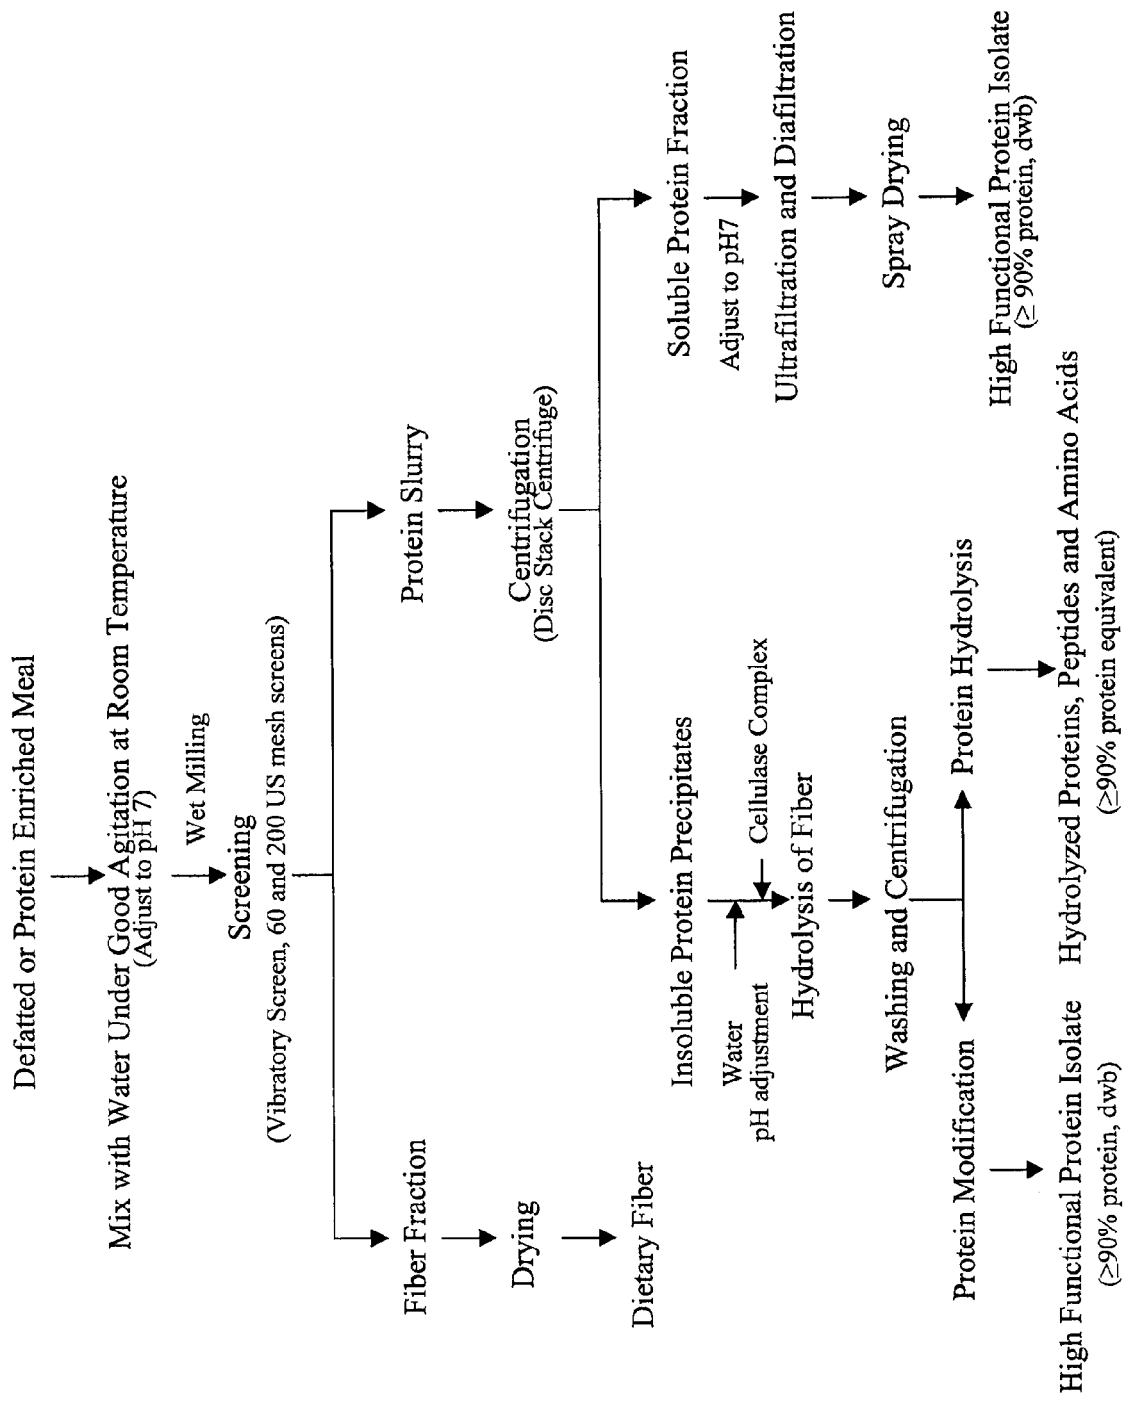 Defatted or Protein Enriched Meal
Mix with Water Under Good Agitation at Room Temperature
(Adjust to pH 7)
Wet Milling
Screening
(Vibratory Screen, 60 and 200 US mesh screens)
Fiber Fraction
Protein Slurry
Drying
Centrifugation
(Disc Stack Centrifuge)
Dietary Fiber
Insoluble Protein Precipitates
Soluble Protein Fraction
Water
pH adjustment
Cellulase Complex
Adjust to pH7
Hydrolysis of Fiber
Ultrafiltration and Diafiltration
Washing and Centrifugation
Spray Drying
Protein Modification
Protein Hydrolysis
High Functional Protein Isolate
(≥ 90% protein, dwb)
High Functional Protein Isolate
(≥90% protein, dwb)
Hydrolyzed Proteins, Peptides and Amino Acids
(≥90% protein equivalent)